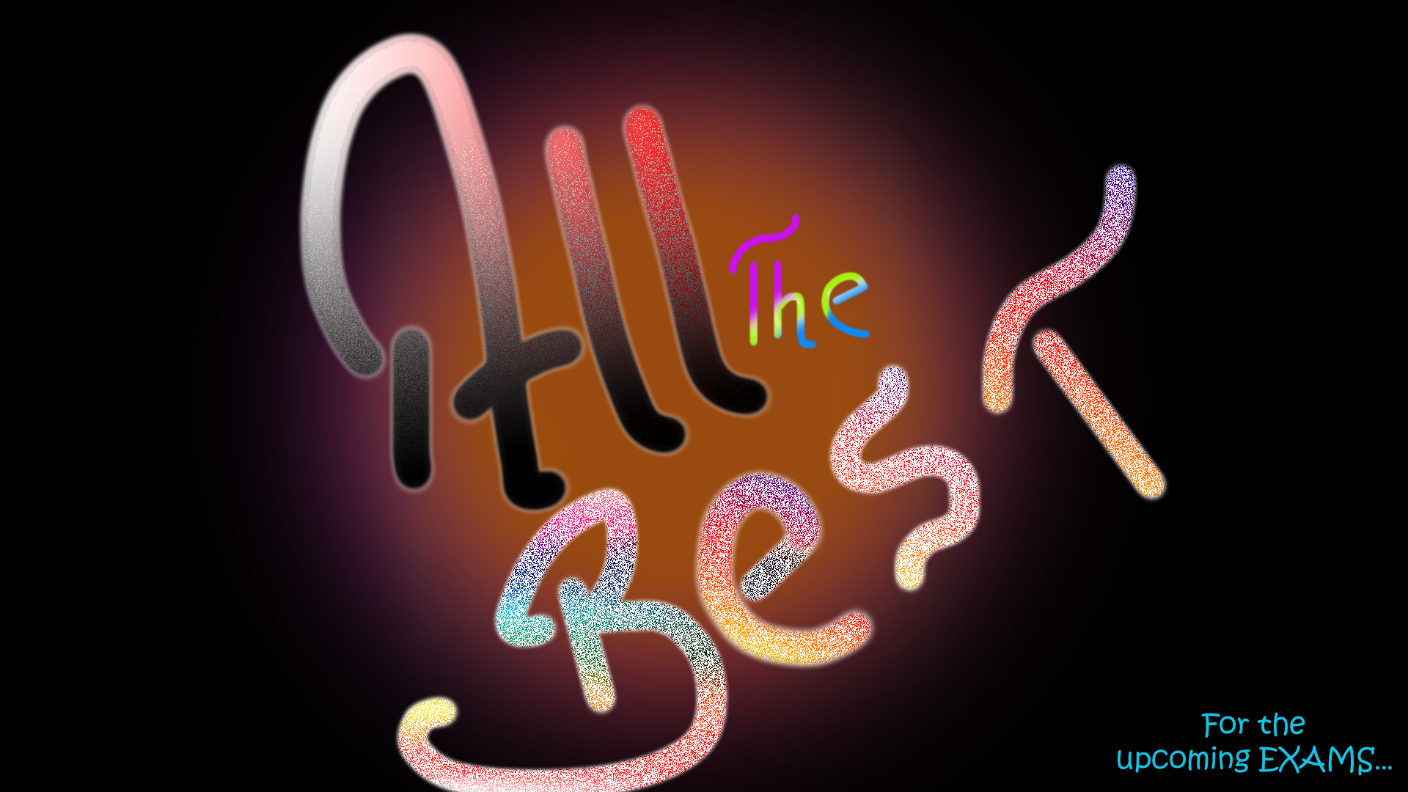 All
The
Best
For the
upcoming EXAMS...